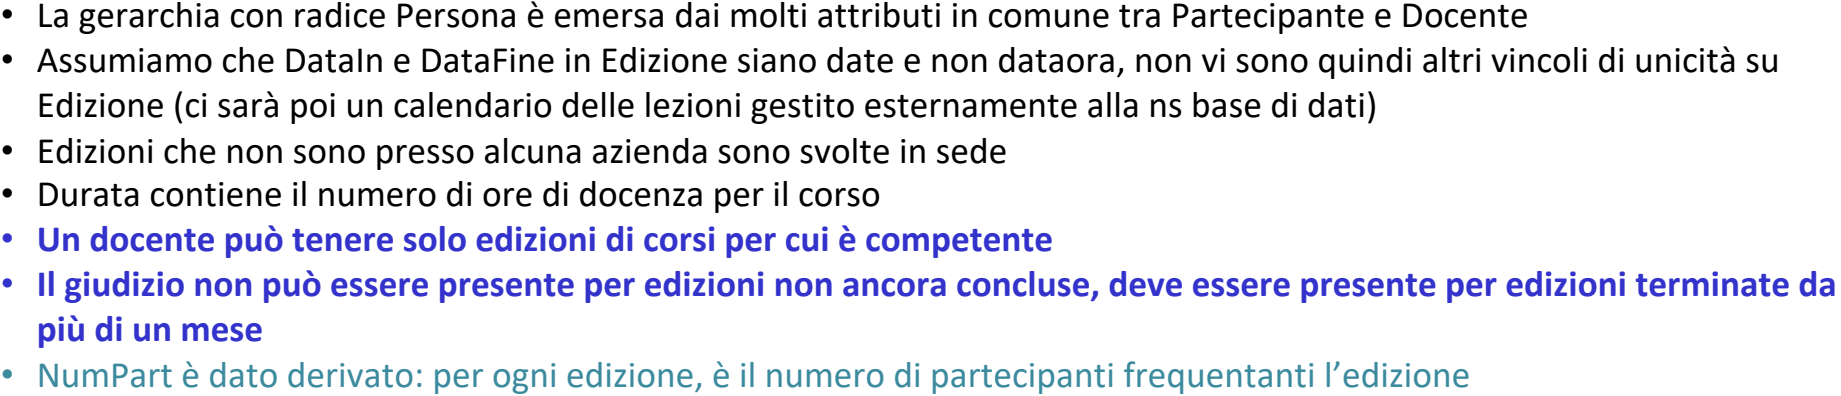 • La gerarchia con radice Persona è emersa dai molti attributi in comune tra Partecipante e Docente
• Assumiamo che DataIn e DataFine in Edizione siano date e non dataora, non vi sono quindi altri vincoli di unicità su
Edizione (ci sarà poi un calendario delle lezioni gestito esternamente alla ns base di dati)
• Edizioni che non sono presso alcuna azienda sono svolte in sede
• Durata contiene il numero di ore di docenza per il corso
• Un docente può tenere solo edizioni di corsi per cui è competente
• Il giudizio non può essere presente per edizioni non ancora concluse, deve essere presente per edizioni terminate da
più di un mese
• NumPart è dato derivato: per ogni edizione, è il numero di partecipanti frequentanti l’edizione